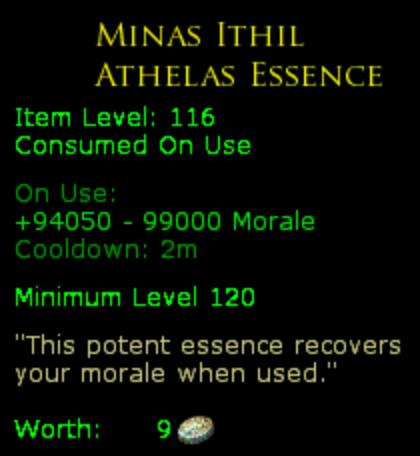 Minas Ithil
Athelas Essence
Item Level: 116
Consumed On Use
On Use:
+94050 - 99000 Morale
Cooldown: 2m
Minimum Level 120
"This potent essence recovers
your morale when used."
Worth: 9